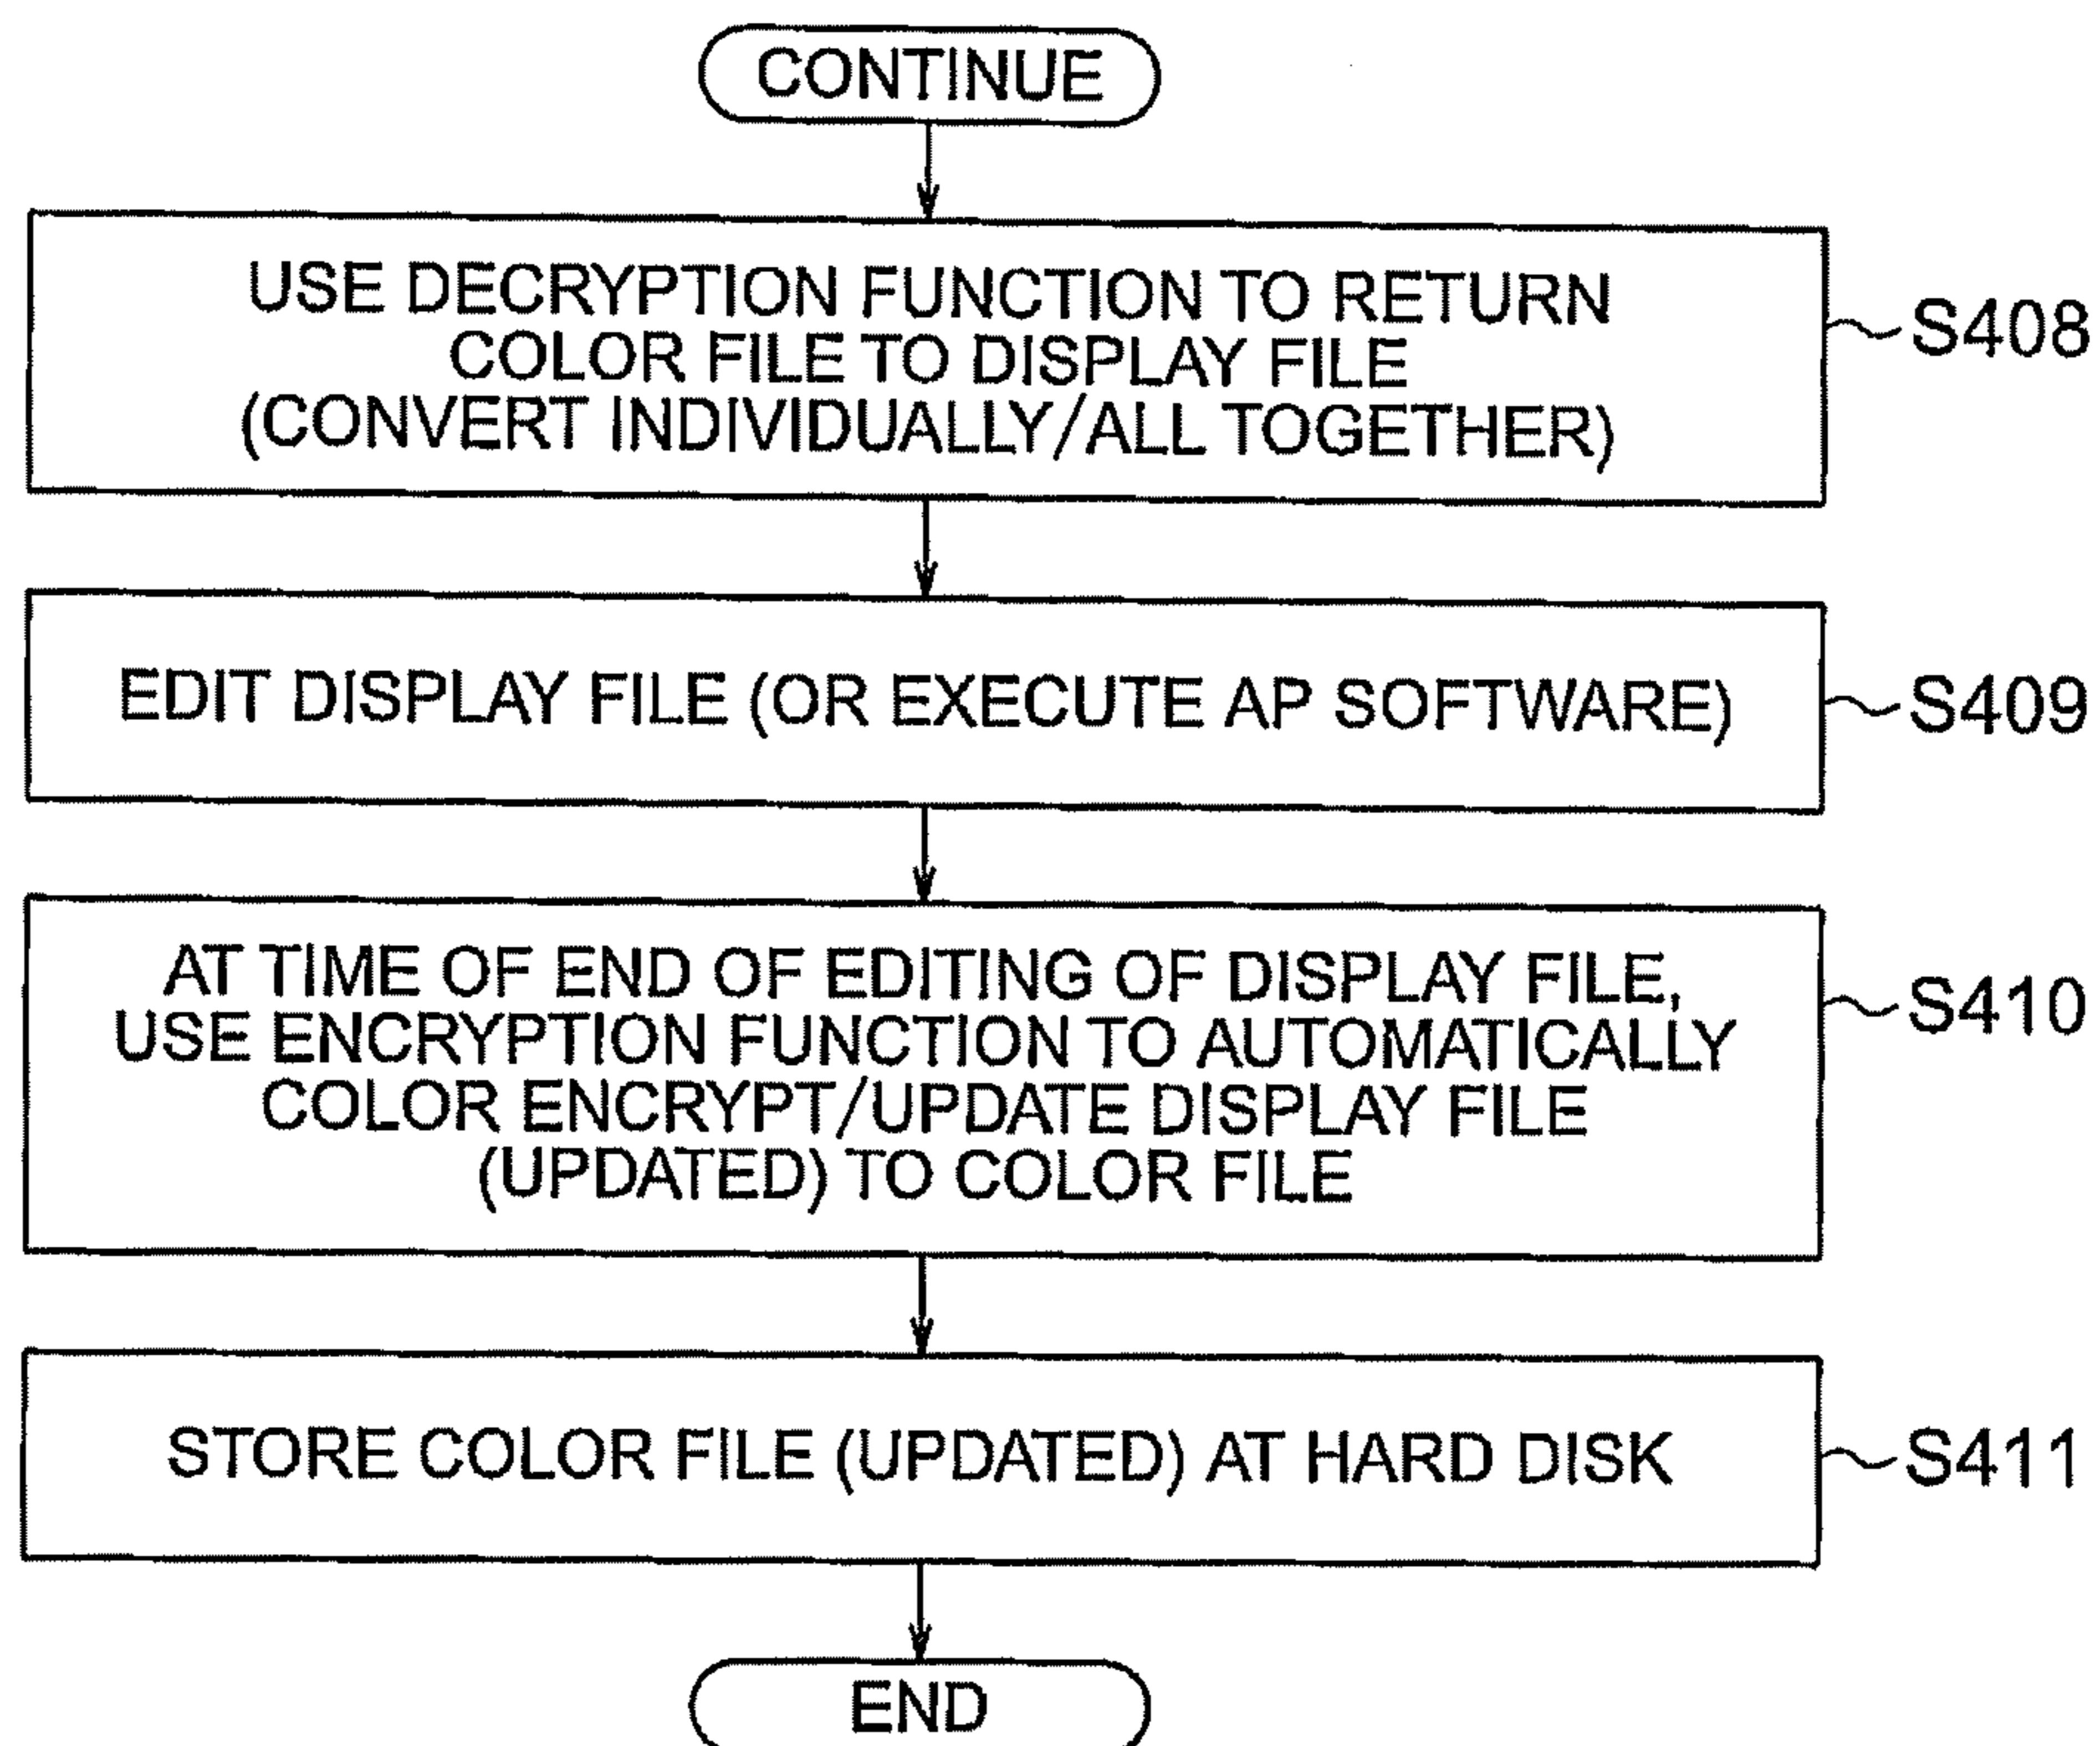 CONTINUE
USE DECRYPTION FUNCTION TO RETURN
COLOR FILE TO DISPLAY FILE
(CONVERT INDIVIDUALLY/ALL TOGETHER)
S408
EDIT DISPLAY FILE (OR EXECUTE AP SOFTWARE)
S409
AT TIME OF END OF EDITING OF DISPLAY FILE,
USE ENCRYPTION FUNCTION TO AUTOMATICALLY
COLOR ENCRYPT/UPDATE DISPLAY FILE
(UPDATED) TO COLOR FILE
S410
STORE COLOR FILE (UPDATED) AT HARD DISK
S411
END